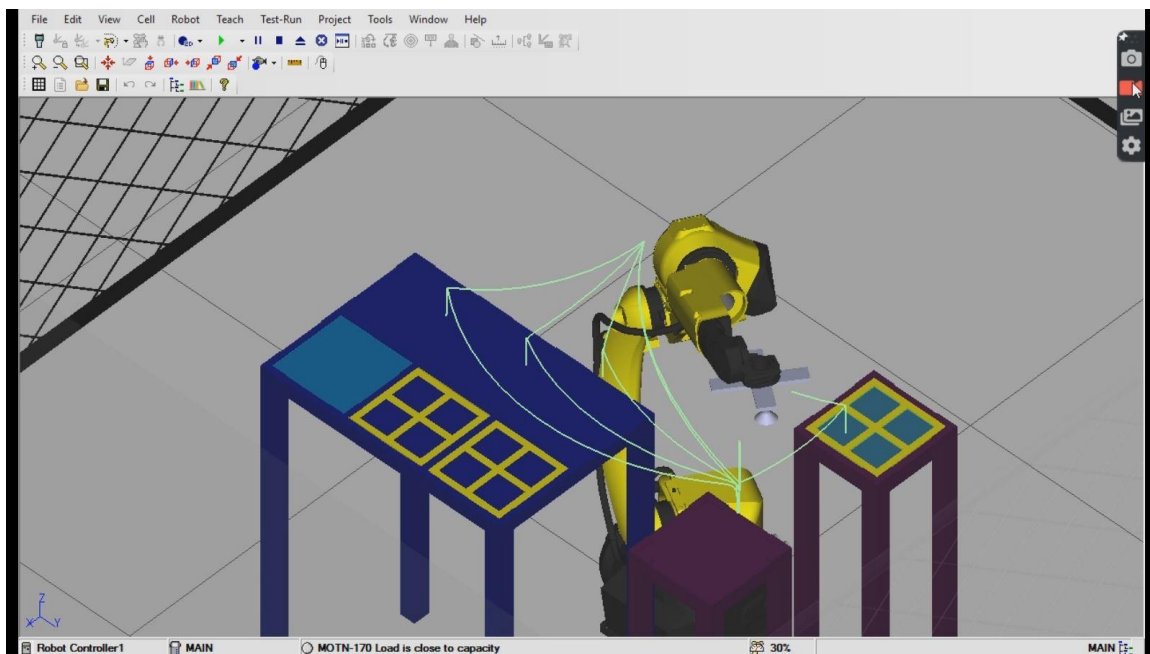 File Edit View Cell Robot Teach Test-Run Project Tools Window Help
Z
X Y
Robot Controller1 MAIN MOTN-170 Load is close to capacity 30% MAIN